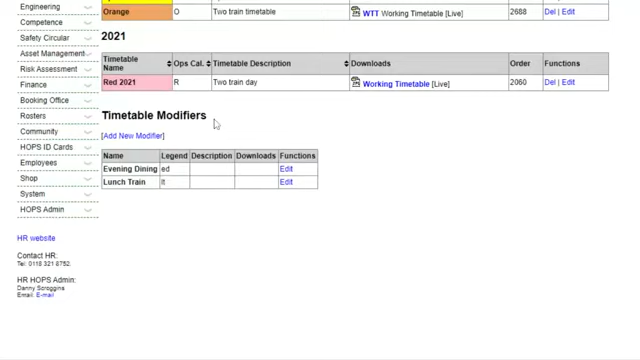 Engineering
Orange O Two train timetable WTT Working Timetable [Live] 2688 Del | Edit
Competence
Safety Circular
2021
Asset Management
Timetable Name Ops Cal. Timetable Description Downloads Order Functions
Risk Assessment
Finance
Red 2021 R Two train day Working Timetable [Live] 2060 Del | Edit
Booking Office
Rosters
Timetable Modifiers
Community
[Add New Modifier]
HOPS ID Cards
Name Legend Description Downloads Functions
Employees
Evening Dining ed Edit
Shop
Lunch Train lt Edit
System
HOPS Admin
HR website
Contact HR:
Tel: 0118 321 8752
HR HOPS Admin:
Danny Scroggins
Email: E-mail